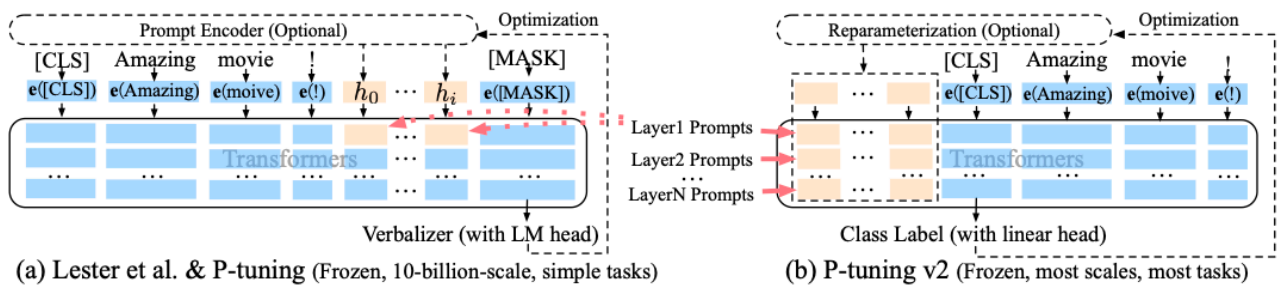 Prompt Encoder (Optional)
Optimization
[CLS] Amazing movie ! [MASK]
e([CLS]) e(Amazing) e(moive) e(!) h0 ... hi e([MASK])
...
Transformers
... ... ... ... ... ... ...
Verbalizer (with LM head)
(a) Lester et al. & P-tuning (Frozen, 10-billion-scale, simple tasks)
Layer1 Prompts
Layer2 Prompts
...
LayerN Prompts
Reparameterization (Optional)
Optimization
[CLS] Amazing movie !
... e([CLS]) e(Amazing) e(moive) e(!)
...
Transformers
... ... ... ... ... ... ...
Class Label (with linear head)
(b) P-tuning v2 (Frozen, most scales, most tasks)